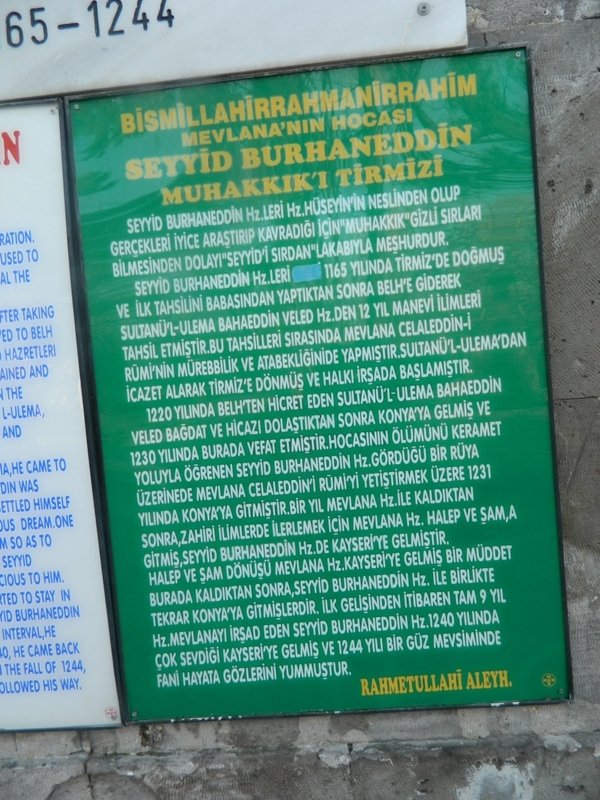 165-1244
BİSMİLLAHİRRAHMANİRRAHİM
MEVLANA'NIN HOCASI
SEYYİD BURHANEDDİN
MUHAKKIK'I TİRMİZİ
SEYYİD BURHANEDDİN Hz.LERİ Hz.HÜSEYİN'İN NESLİNDEN OLUP
GERÇEKLERİ İYİCE ARAŞTIRIP KAVRADIĞI İÇİN"MUHAKKIK"GİZLİ SIRLARI
BİLMESİNDEN DOLAYI"SEYYİD'İ SIRDAN"LAKABIYLA MEŞHURDUR.
SEYYİD BURHANEDDİN Hz.LERİ 1165 YILINDA TİRMİZ'DE DOĞMUŞ
VE İLK TAHSİLİNİ BABASINDAN YAPTIKTAN SONRA BELH'E GİDEREK
SULTANÜ'L-ULEMA BAHAEDDİN VELED Hz.DEN 12 YIL MANEVİ İLİMLERİ
TAHSİL ETMİŞTİR.BU TAHSİLLERİ SIRASINDA MEVLANA CELALEDDİN-İ
RÜMİ'NİN MÜREBBİLİK VE ATABEKLİĞİNİDE YAPMIŞTIR.SULTANÜ'L-ULEMA'DAN
İCAZET ALARAK TİRMİZ'E DÖNMÜŞ VE HALKI İRŞADA BAŞLAMIŞTIR.
1220 YILINDA BELH'TEN HİCRET EDEN SULTANÜ'L- ULEMA BAHAEDDİN
VELED BAĞDAT VE HİCAZI DOLAŞTIKTAN SONRA KONYA'YA GELMİŞ VE
1230 YILINDA BURADA VEFAT ETMİŞTİR.HOCASININ ÖLÜMÜNÜ KERAMET
YOLUYLA ÖĞRENEN SEYYİD BURHANEDDİN Hz.GÖRDÜĞÜ BİR RÜYA
ÜZERİNEDE MEVLANA CELALEDDİN'İ RÜMİ'YI YETİŞTİRMEK ÜZERE 1231
YILINDA KONYA'YA GİTMİŞTİR.BİR YIL MEVLANA Hz.İLE KALDIKTAN
SONRA,ZAHİRİ İLİMLERDE İLERLEMEK İÇİN MEVLANA Hz. HALEP VE ŞAM,A
GİTMİŞ,SEYYİD BURHANEDDİN Hz.DE KAYSERİ'YE GELMİŞTİR.
HALEP VE ŞAM DÖNÜŞÜ MEVLANA Hz.KAYSERİ'YE GELMİŞ BİR MÜDDET
BURADA KALDIKTAN SONRA,SEYYİD BURHANEDDİN Hz. İLE BİRLİKTE
TEKRAR KONYA'YA GİTMİŞLERDİR. İLK GELİŞİNDEN İTİBAREN TAM 9 YIL
Hz.MEVLANAYI İRŞAD EDEN SEYYİD BURHANEDDİN Hz.1240 YILINDA
ÇOK SEVDİĞİ KAYSERİ'YE GELMİŞ VE 1244 YILI BİR GÜZ MEVSİMİNDE
FANİ HAYATA GÖZLERİNİ YUMMUŞTUR.
RAHMETULLAHİ ALEYH.
IN
RATION.
USED TO
AL THE
FTER TAKING
VED TO BELH
HAZRETLERİ
AINED AND
N THE
L-ULEMA,
AND
MA,HE CAME TO
DİN WAS
SETTLED HIMSELF
OUS DREAM.ONE
M SO AS TO
SEYYID
CIOUS TO HIM.
RTED TO STAY IN
YID BURHANEDDIN
INTERVAL,HE
40, HE CAME BACK
N THE FALL OF 1244,
OLLOWED HIS WAY.